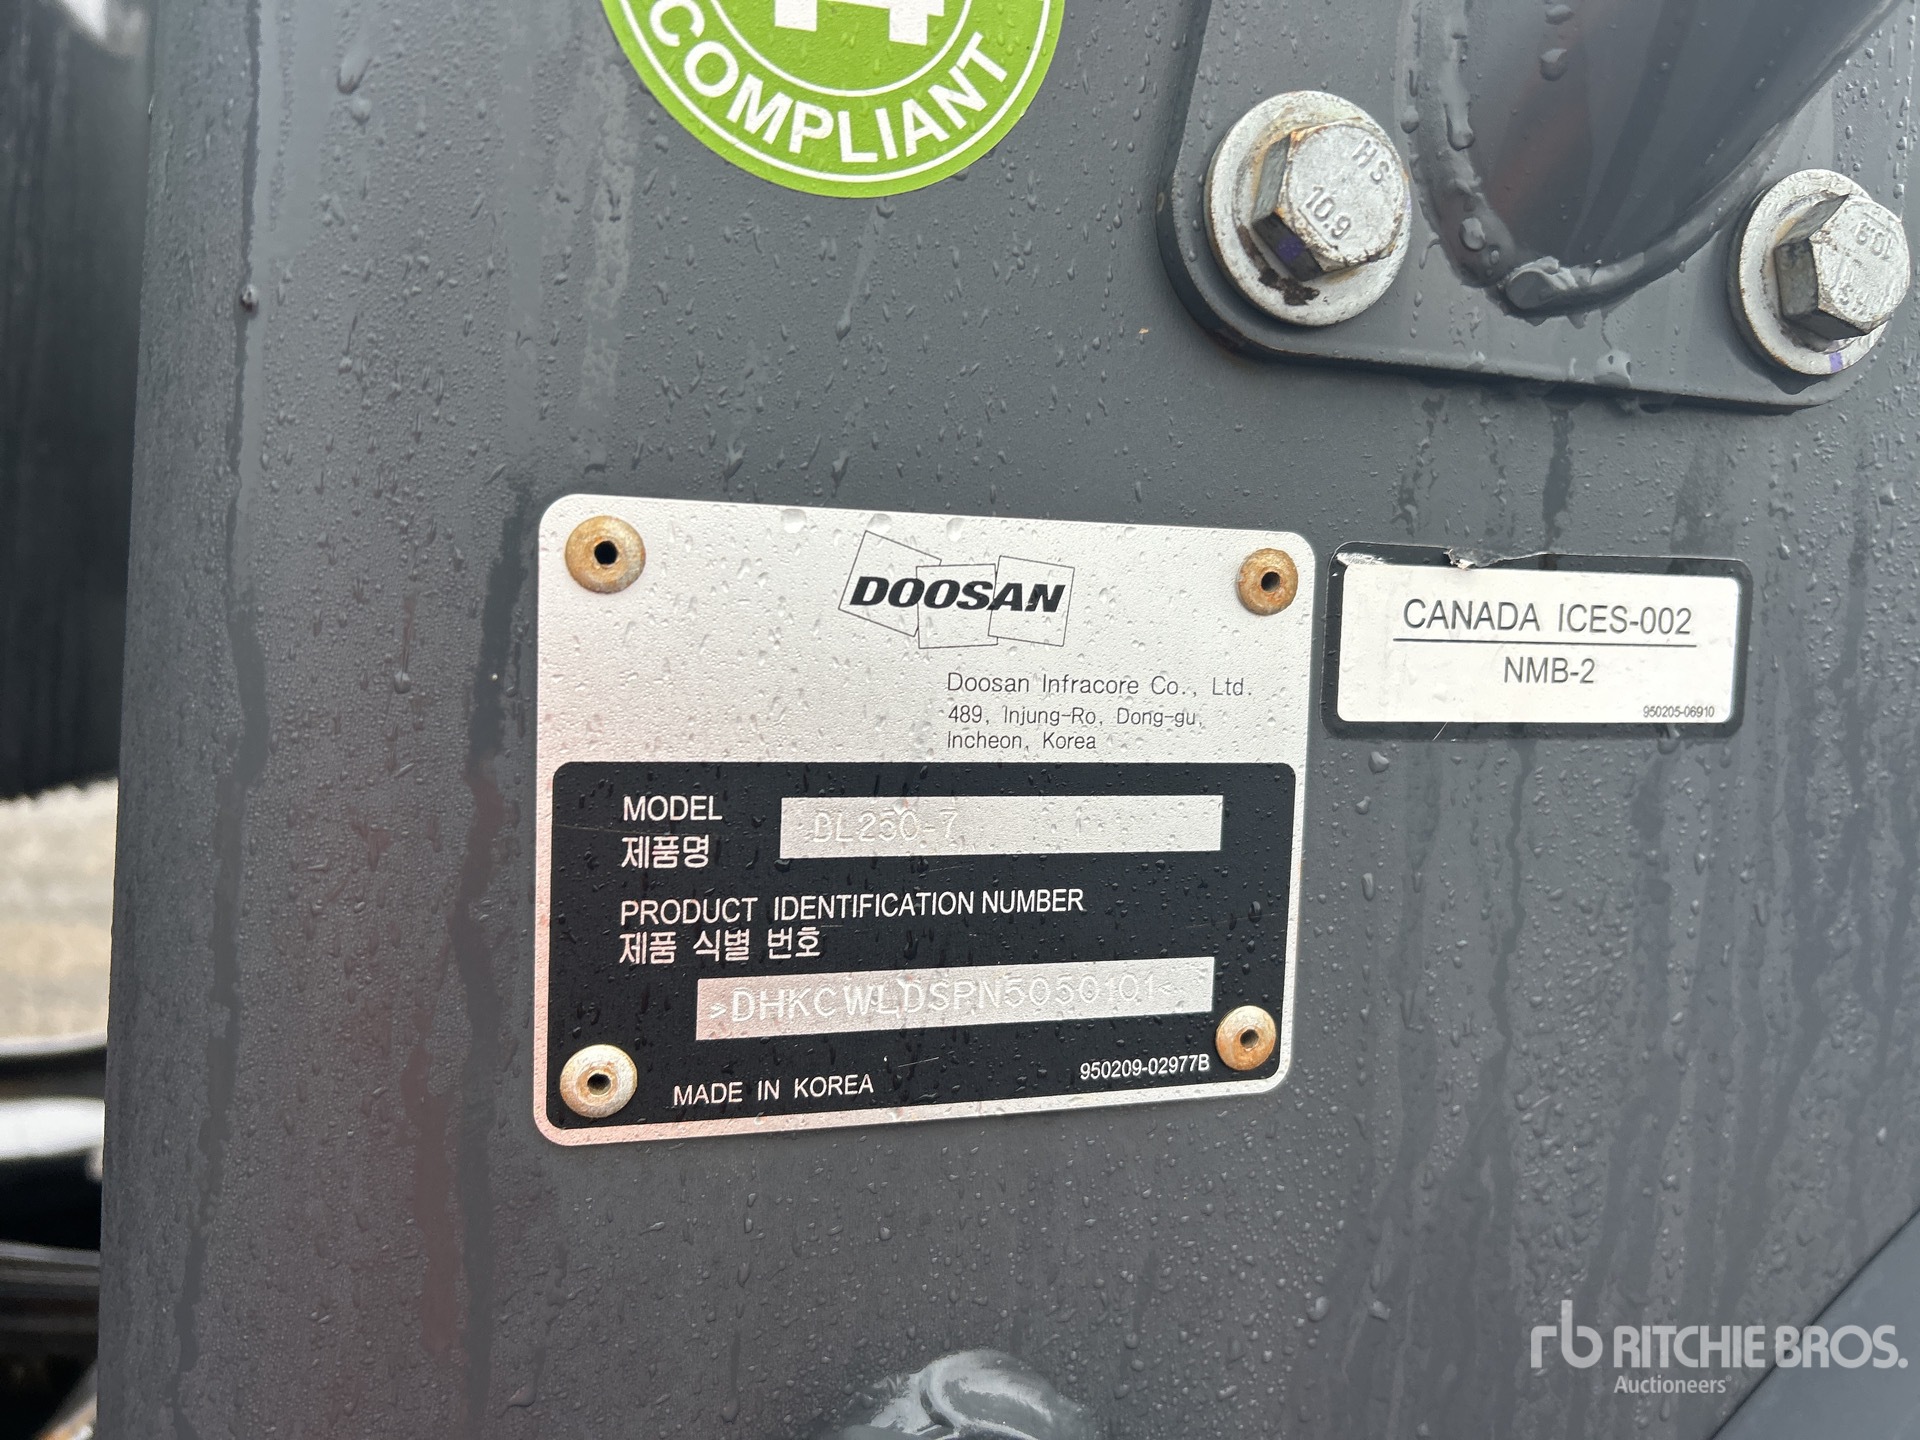 COMPLIANT
HS
10.9
DOOSAN
Doosan Infracore Co., Ltd.
489, Injung-Ro, Dong-gu,
Incheon, Korea
CANADA ICES-002
NMB-2
950205-06910
MODEL
제품명
DL250-7
PRODUCT IDENTIFICATION NUMBER
제품 식별 번호
>DHKCWLDSPN5050101<
MADE IN KOREA
950209-02977B
rb RITCHIE BROS.
Auctioneers